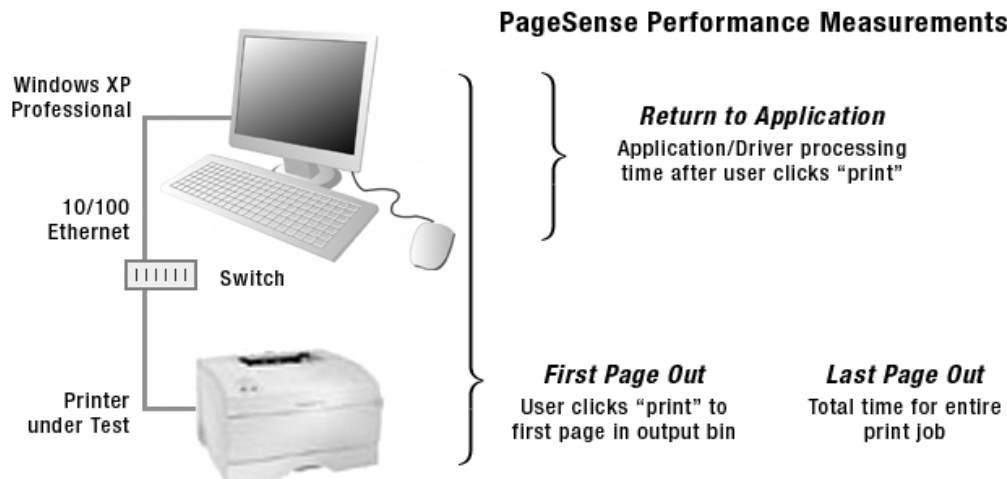 PageSense Performance Measurements
Windows XP
Professional
Return to Application
Application/Driver processing
time after user clicks “print”
10/100
Ethernet
Switch
First Page Out
User clicks “print” to
first page in output bin
Last Page Out
Total time for entire
print job
Printer
under Test